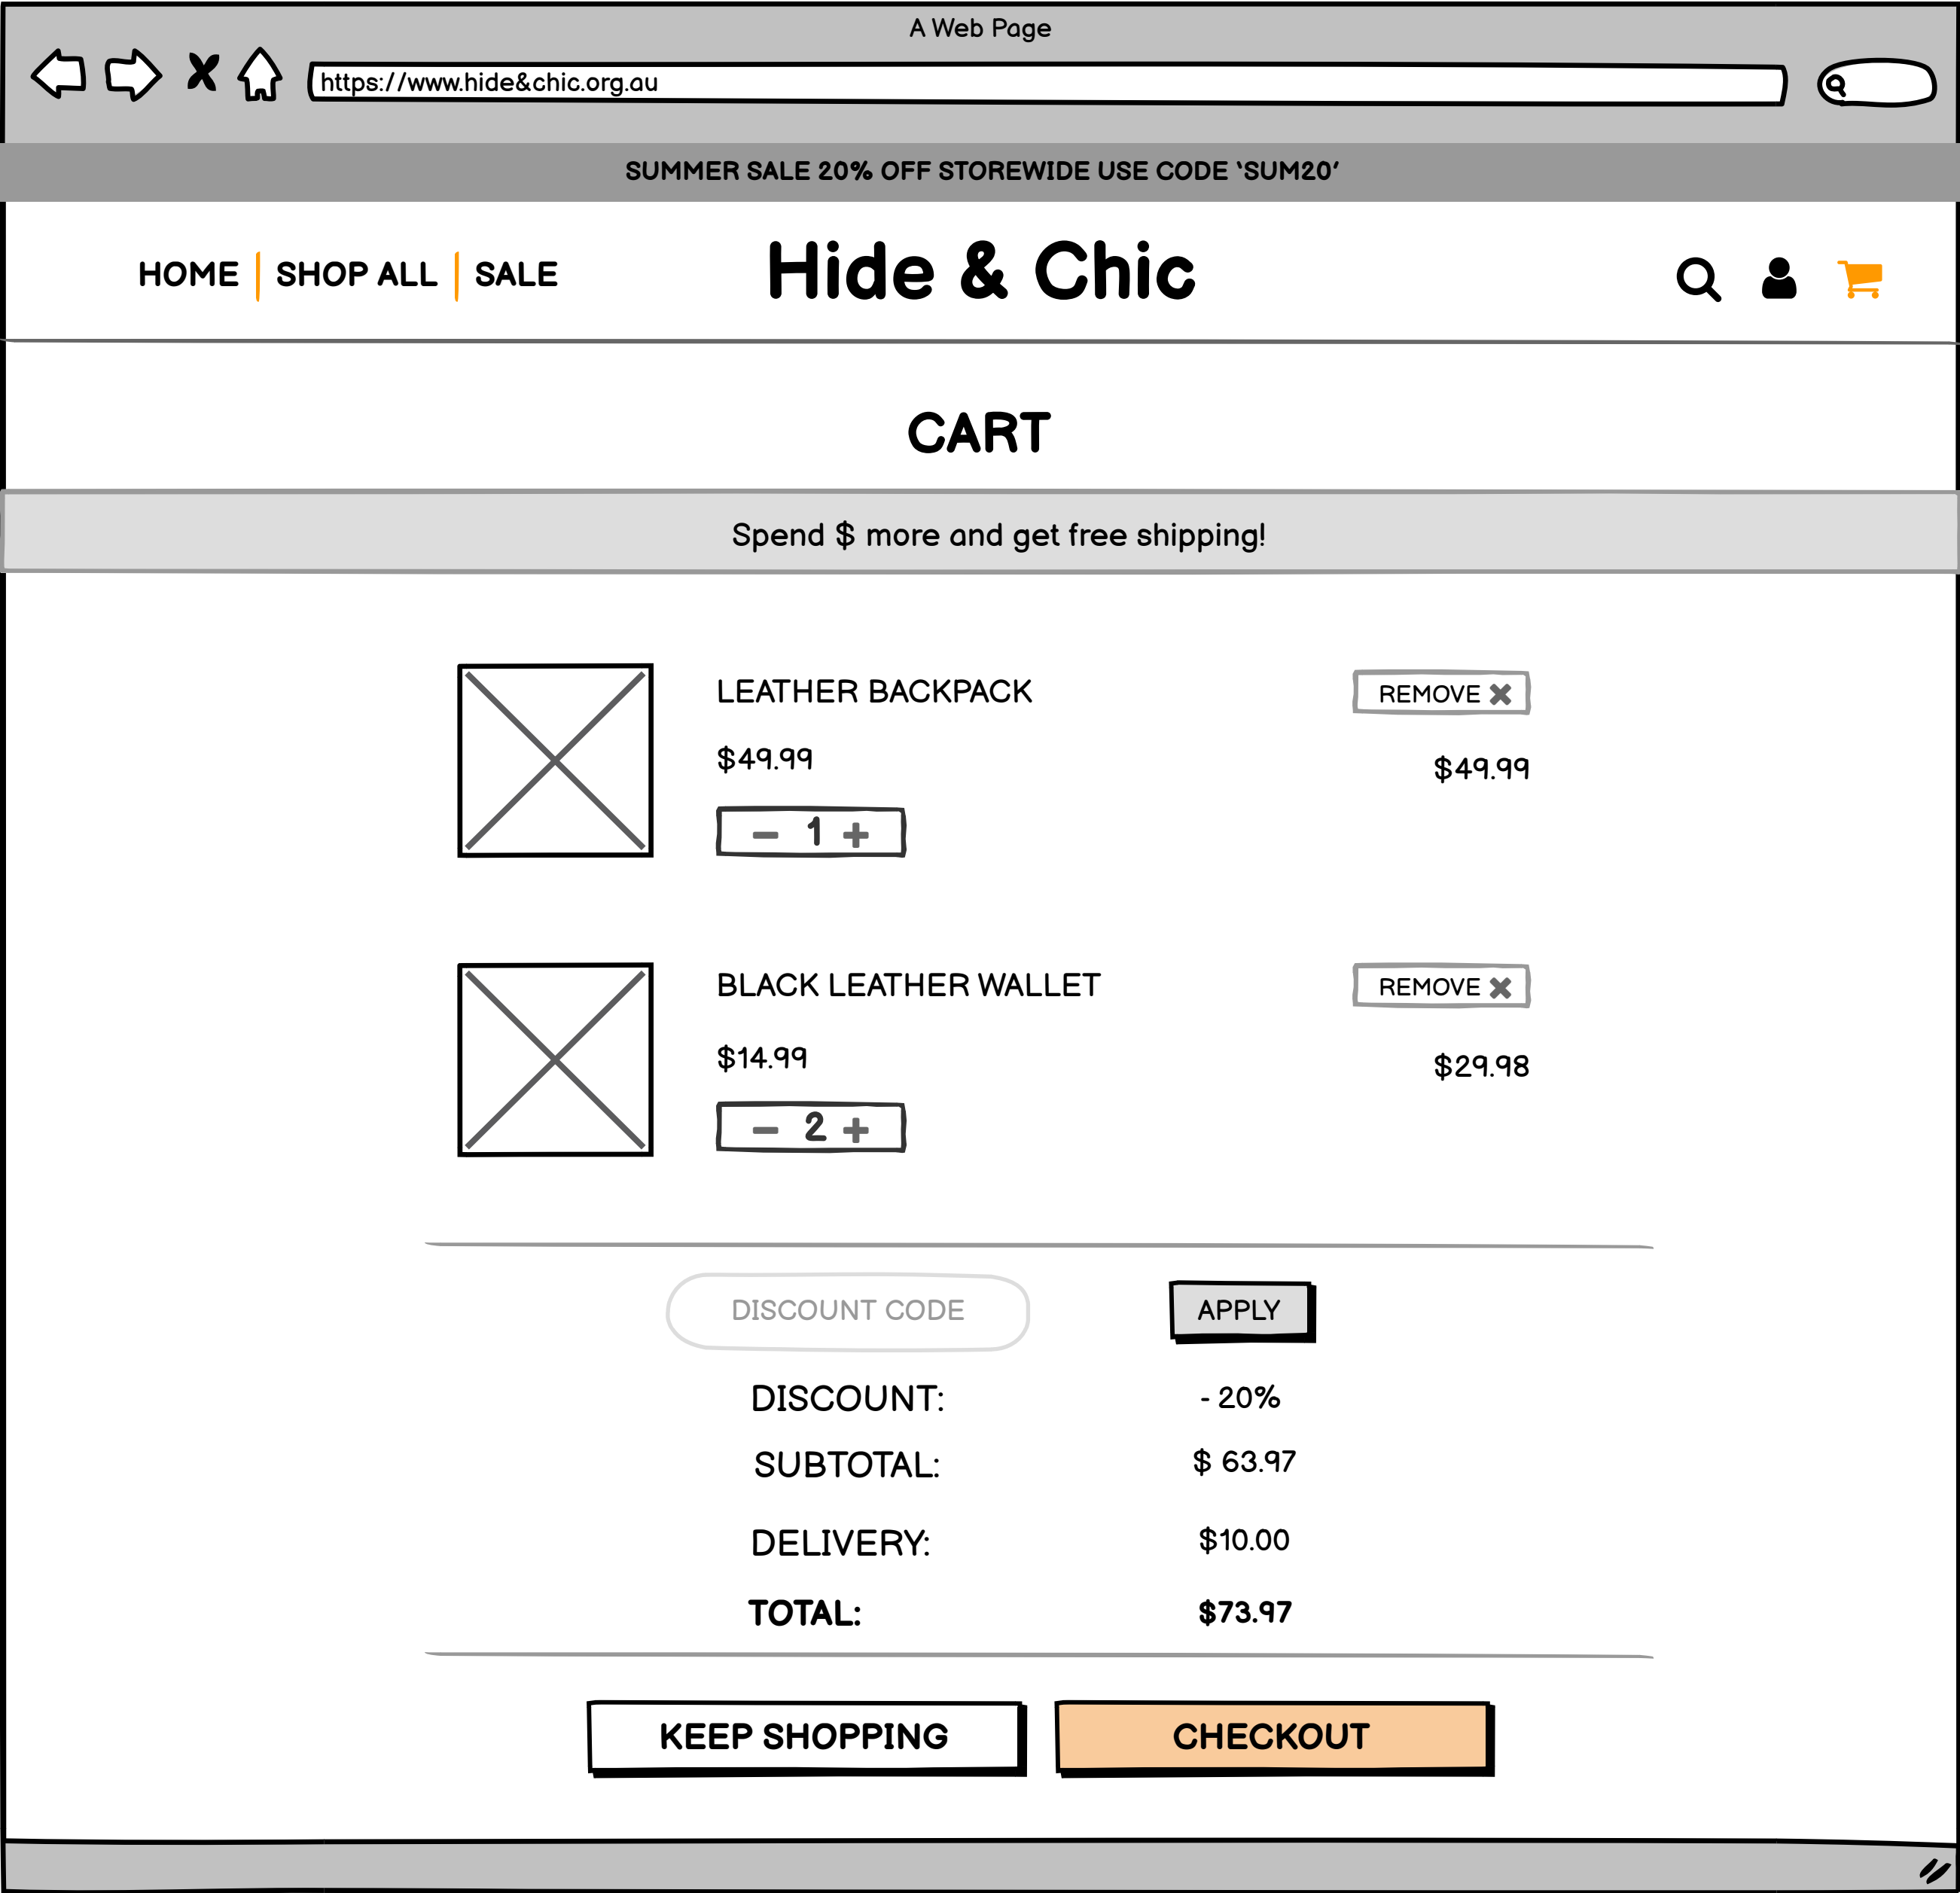 A Web Page
https://www.hide&chic.org.au
SUMMER SALE 20% OFF STOREWIDE USE CODE ‘SUM20’
HOME SHOP ALL SALE
Hide & Chic
CART
Spend $ more and get free shipping!
LEATHER BACKPACK
REMOVE
$49.99
$49.99
1
BLACK LEATHER WALLET
REMOVE
$14.99
$29.98
2
DISCOUNT CODE
APPLY
DISCOUNT: - 20%
SUBTOTAL: $ 63.97
DELIVERY: $10.00
TOTAL: $73.97
KEEP SHOPPING
CHECKOUT